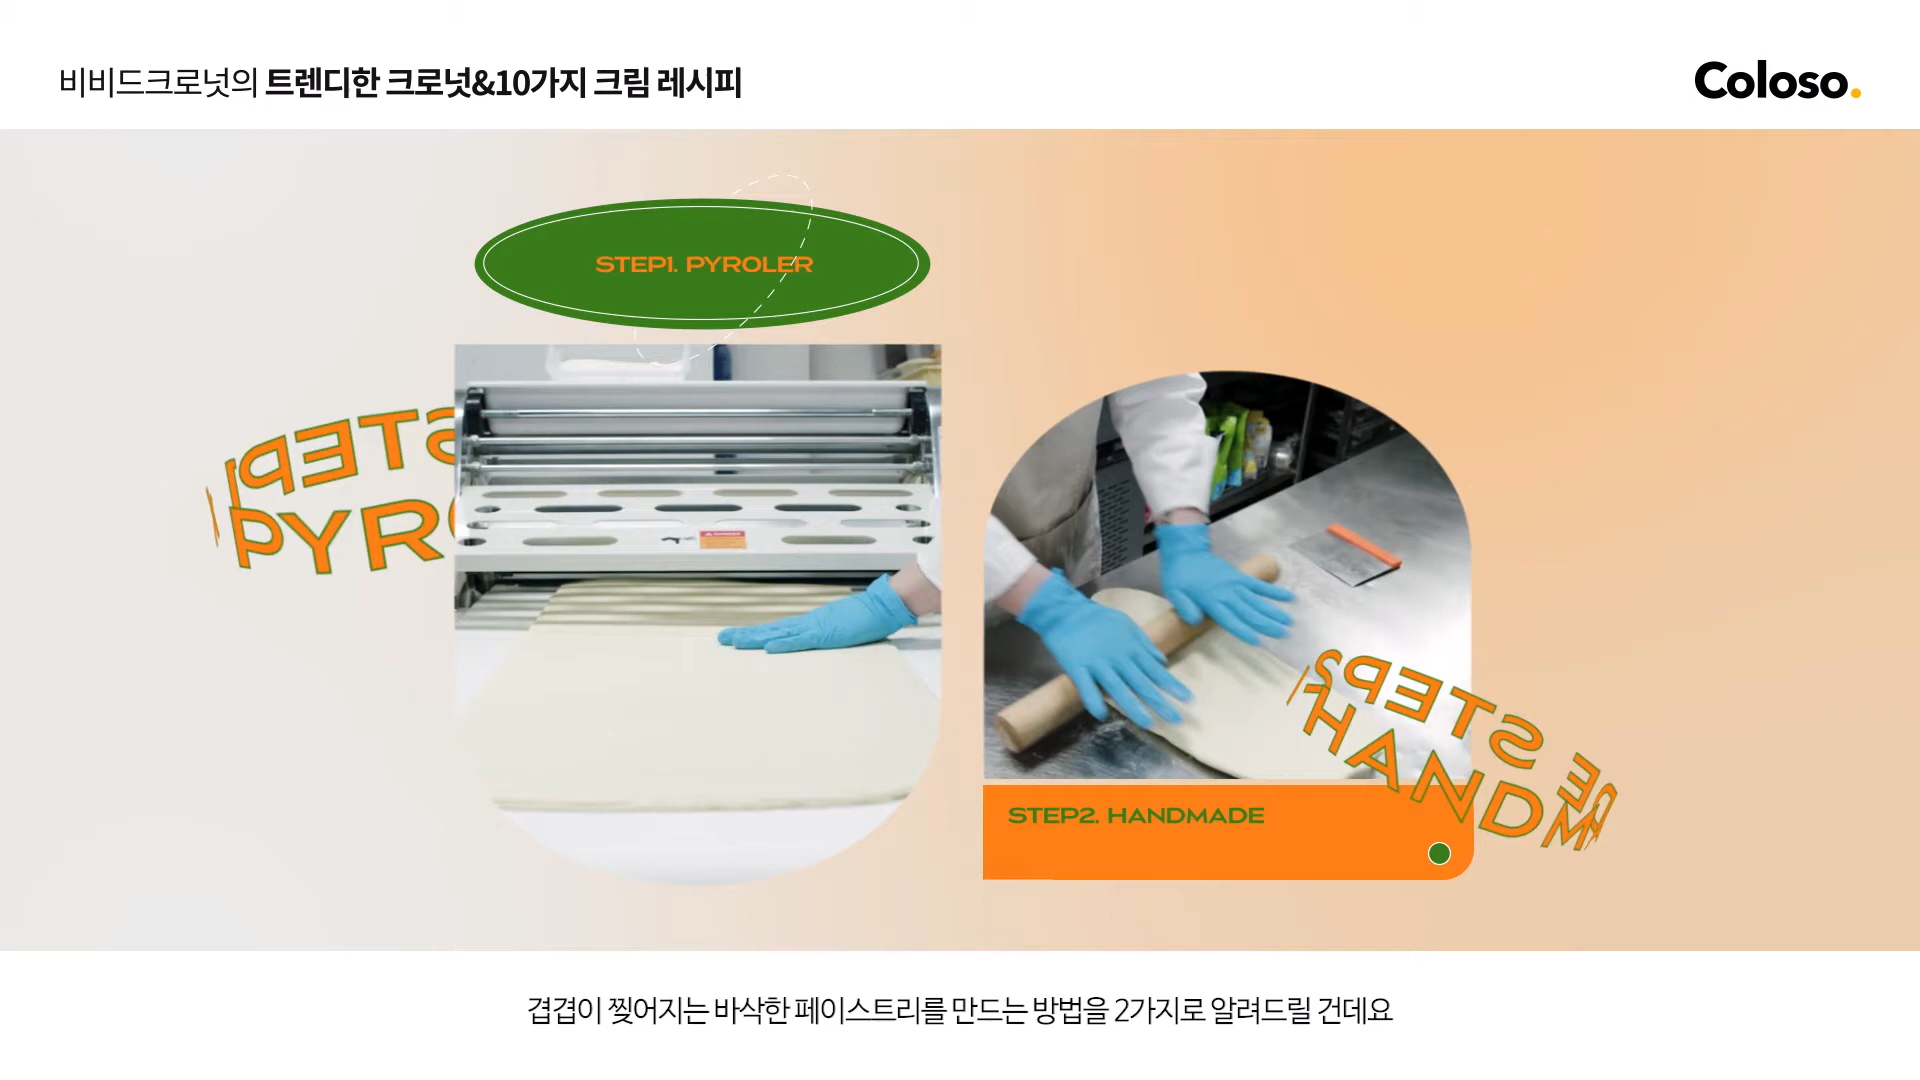 비비드크로넛의 트렌디한 크로넛&10가지 크림 레시피
Coloso.
STEP1. PYROLER
STEP
PYR
STEP2
HANDM
STEP2. HANDMADE
겹겹이 찢어지는 바삭한 페이스트리를 만드는 방법을 2가지로 알려드릴 건데요